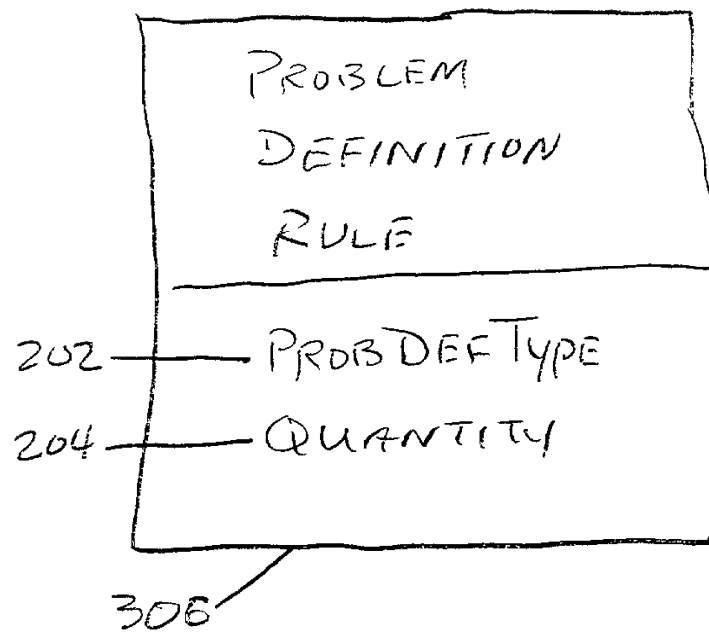 PROBLEM
DEFINITION
RULE
202 PROBDEFTYPE
204 QUANTITY
306